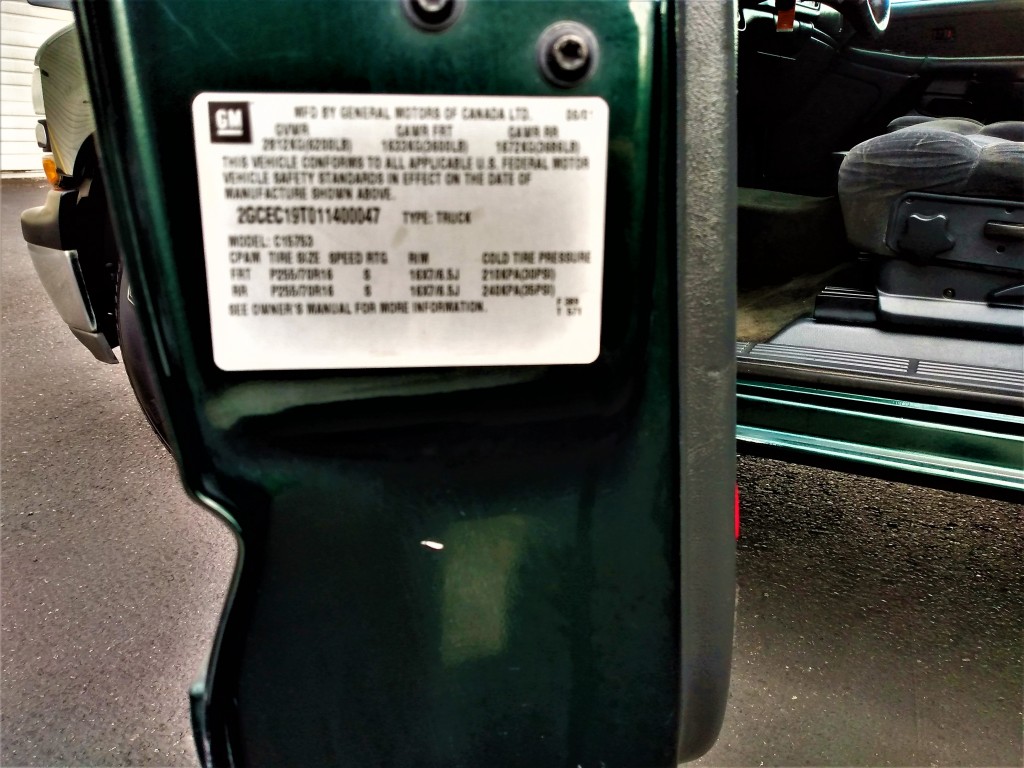 GM MFD BY GENERAL MOTORS OF CANADA LTD. 06/01
GVWR GAWR FRT GAWR RR
2812KG(6200LB) 1633KG(3600LB) 1672KG(3686LB)
THIS VEHICLE CONFORMS TO ALL APPLICABLE U.S. FEDERAL MOTOR
VEHICLE SAFETY STANDARDS IN EFFECT ON THE DATE OF
MANUFACTURE SHOWN ABOVE.
2GCEC19T011400047 TYPE: TRUCK
MODEL: C15753
TIRE SIZE SPEED RTG RIM COLD TIRE PRESSURE
FRT P255/70R16 S 16X7/6.5J 210KPA(30PSI)
RR P255/70R16 S 16X7/6.5J 240KPA(35PSI)
SEE OWNER'S MANUAL FOR MORE INFORMATION.